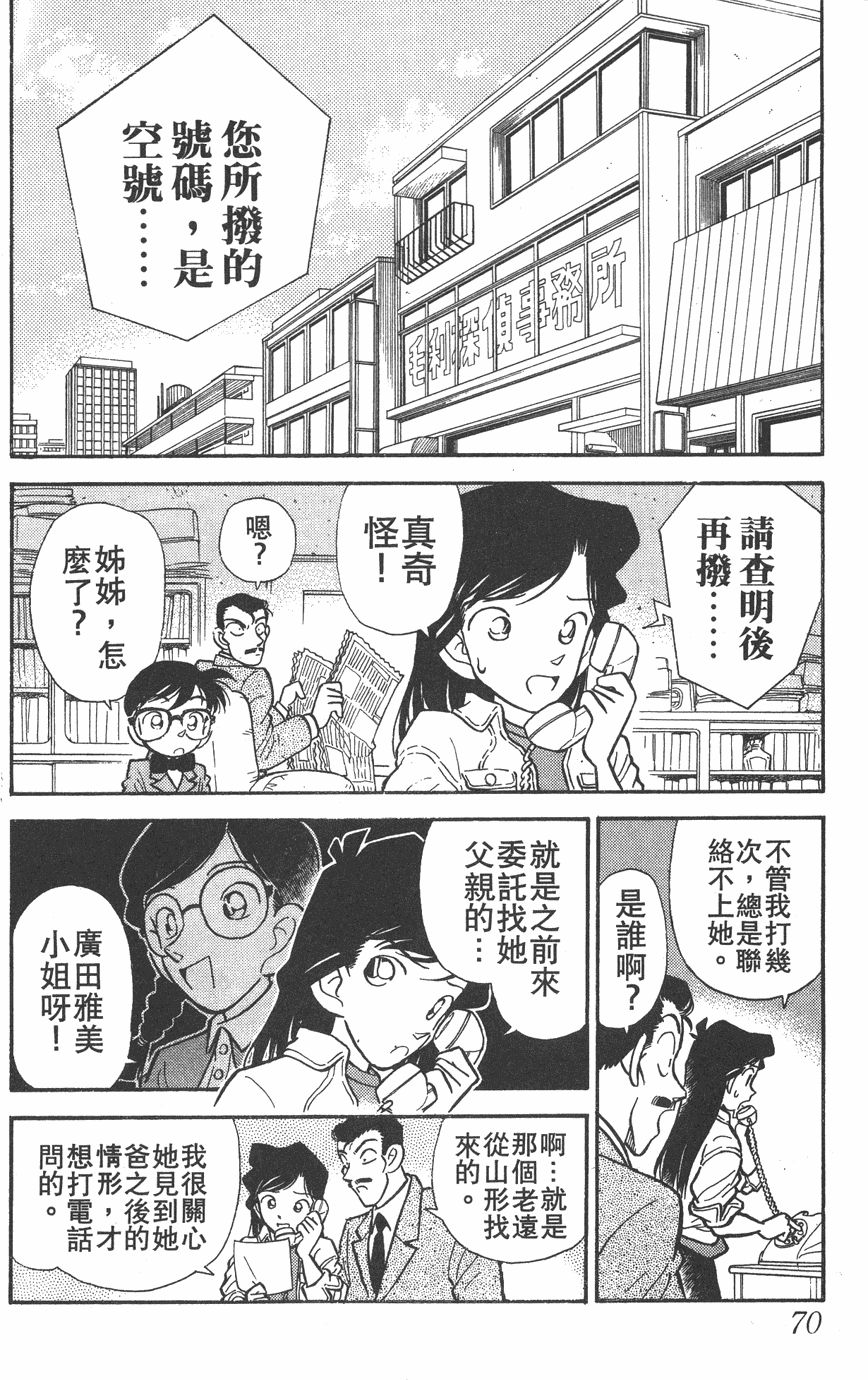 您所撥的
號碼，是
空號……
毛利探偵事務所
請查明後
再撥……
真奇
怪！
嗯？
姊姊，怎
麼了？
不管我打幾
次，總是聯
絡不上她。
是誰啊？
就是之前來
委託找她
父親的…
廣田雅美
小姐呀！
啊…就是
那個老遠
從山形找
來的。
我很關心
她見到她
爸之後的
情形，才
想打電話
問的。
70